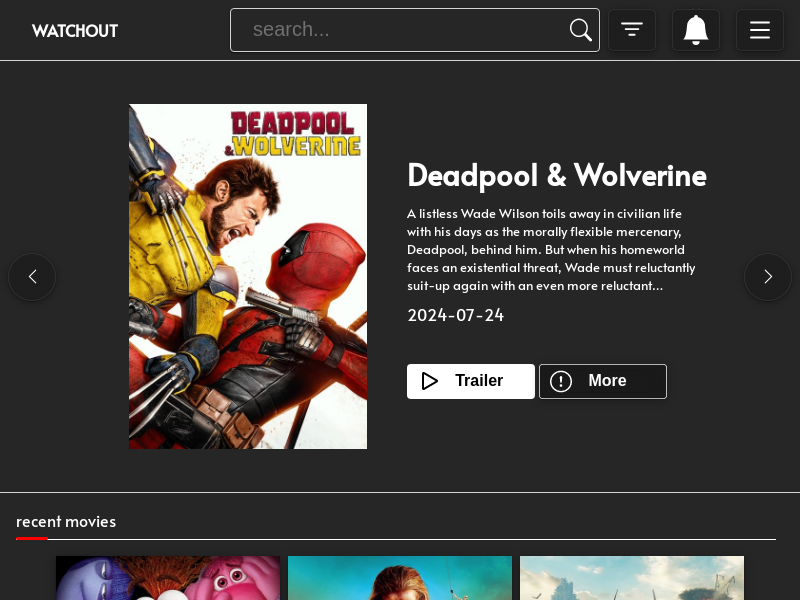 WATCHOUT
search...
DEADPOOL
& WOLVERINE
Deadpool & Wolverine
A listless Wade Wilson toils away in civilian life
with his days as the morally flexible mercenary,
Deadpool, behind him. But when his homeworld
faces an existential threat, Wade must reluctantly
suit-up again with an even more reluctant...
2024-07-24
Trailer
More
recent movies